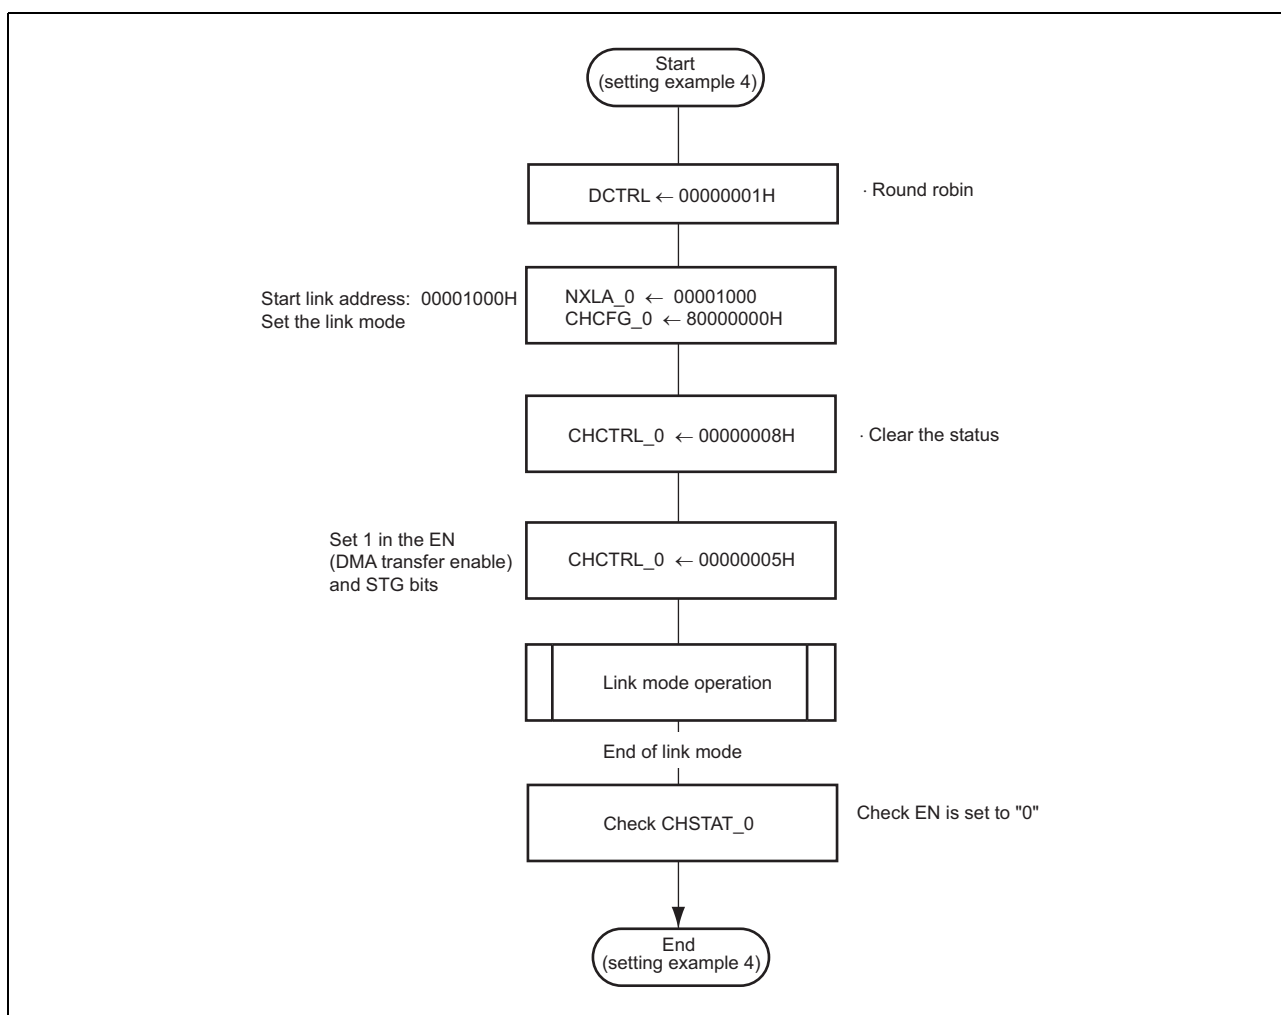 Start
(setting example 4)
DCTRL ← 00000001H
· Round robin
Start link address: 00001000H
Set the link mode
NXLA_0 ← 00001000
CHCFG_0 ← 80000000H
CHCTRL_0 ← 00000008H
· Clear the status
Set 1 in the EN
(DMA transfer enable)
and STG bits
CHCTRL_0 ← 00000005H
Link mode operation
End of link mode
Check CHSTAT_0
Check EN is set to "0"
End
(setting example 4)